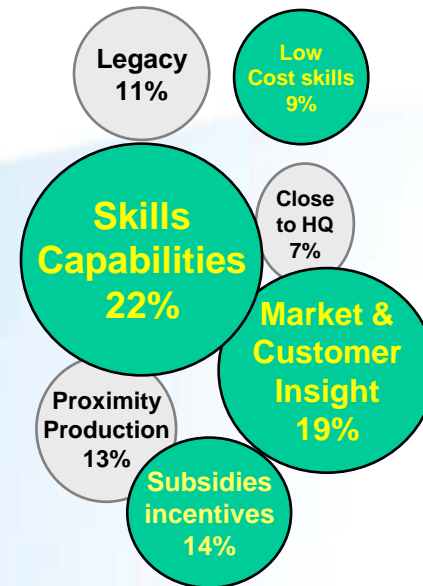 Legacy
11%
Low
Cost skills
9%
Skills
Capabilities
22%
Close
to HQ
7%
Market &
Customer
Insight
19%
Proximity
Production
13%
Subsidies
incentives
14%